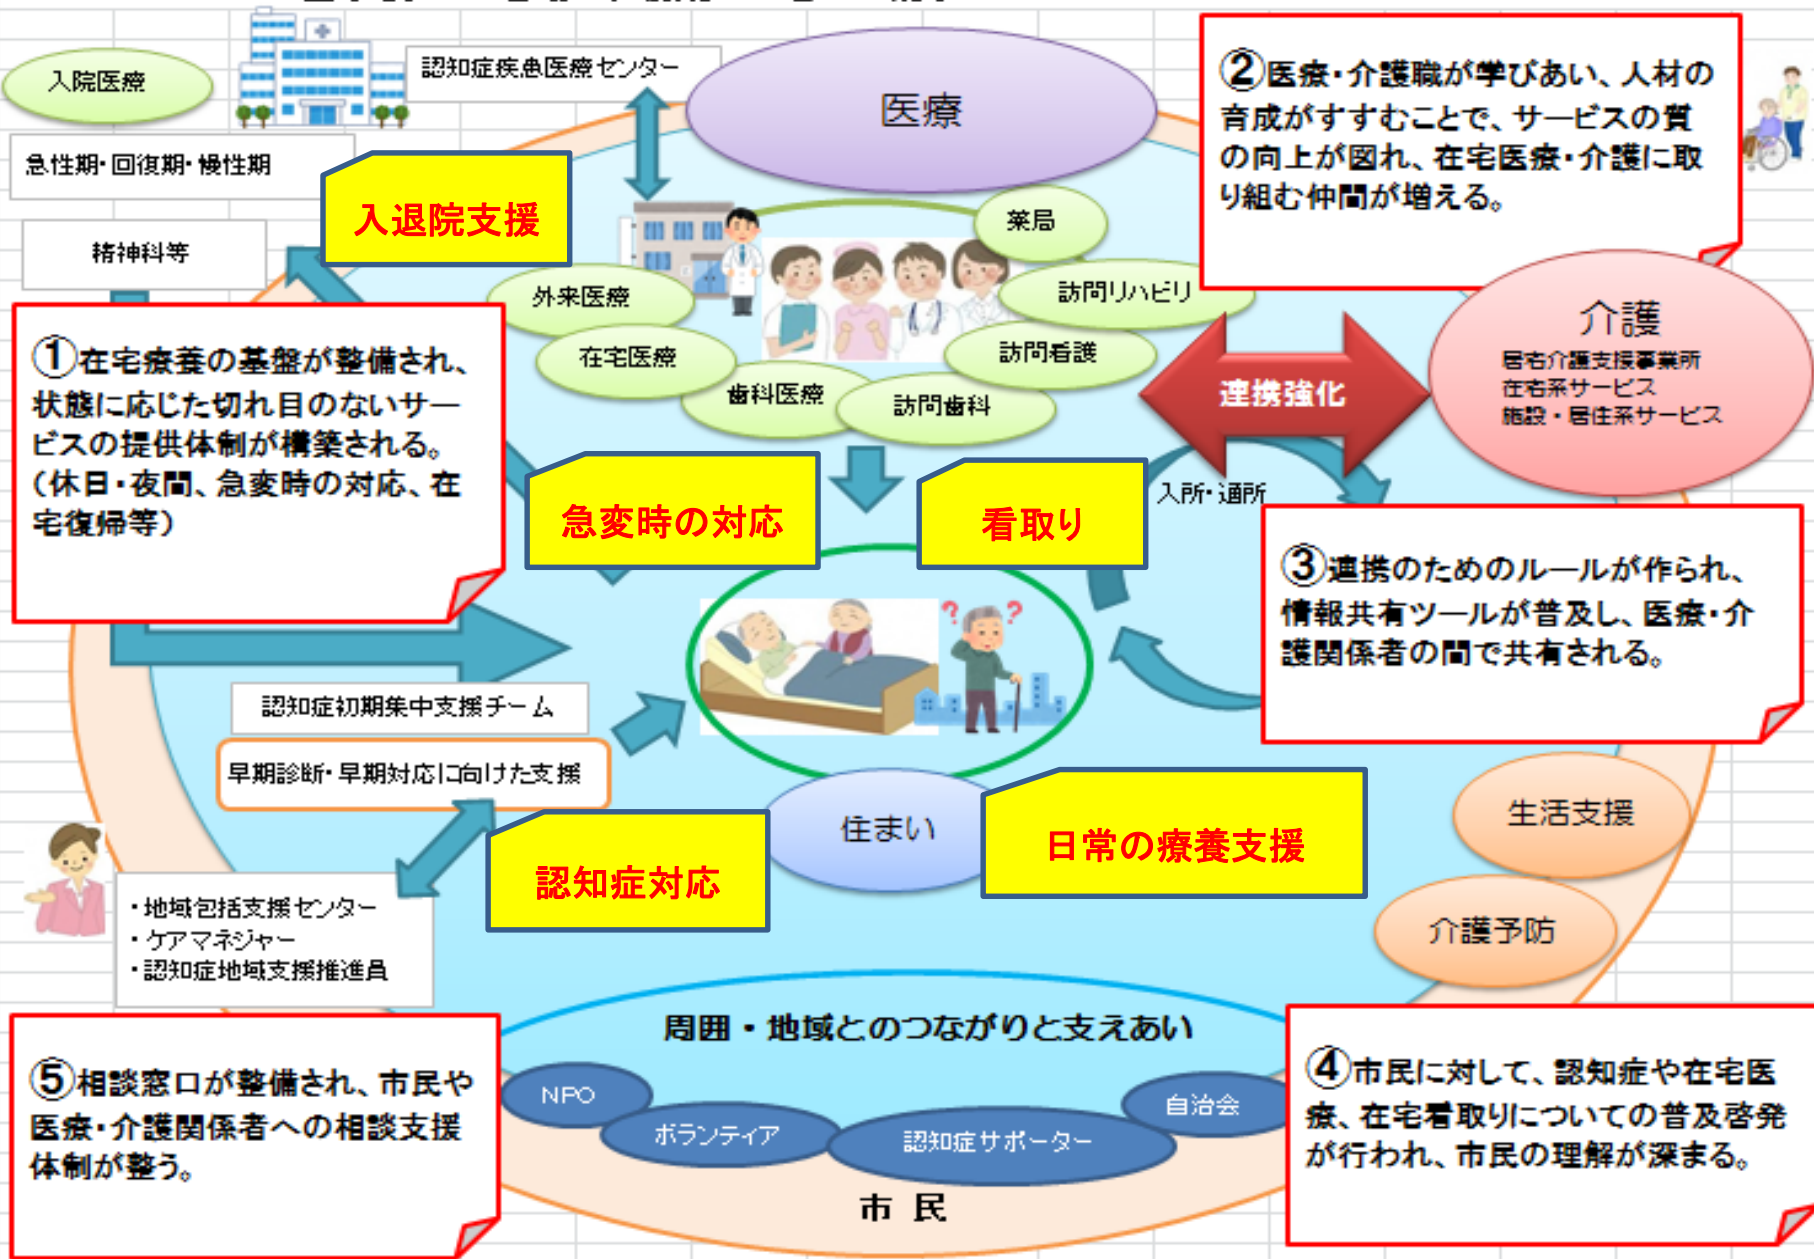 入院医療
認知症疾患医療センター
医療
急性期・回復期・慢性期
入退院支援
精神科等
②医療・介護職が学びあい、人材の
育成がすすむことで、サービスの質
の向上が図れ、在宅医療・介護に取
り組む仲間が増える。
薬局
訪問リハビリ
外来医療
在宅医療
訪問看護
歯科医療
訪問歯科
連携強化
介護
居宅介護支援事業所
在宅系サービス
施設・居住系サービス
①在宅療養の基盤が整備され、
状態に応じた切れ目のないサー
ビスの提供体制が構築される。
(休日・夜間、急変時の対応、在
宅復帰等)
急変時の対応
看取り
入所・通所
③連携のためのルールが作られ、
情報共有ツールが普及し、医療・介
護関係者の間で共有される。
? ?
認知症初期集中支援チーム
早期診断・早期対応に向けた支援
認知症対応
住まい
日常の療養支援
生活支援
介護予防
・地域包括支援センター
・ケアマネジャー
・認知症地域支援推進員
周囲・地域とのつながりと支えあい
NPO
ボランティア
認知症サポーター
自治会
市 民
⑤相談窓口が整備され、市民や
医療・介護関係者への相談支援
体制が整う。
④市民に対して、認知症や在宅医
療、在宅看取りについての普及啓発
が行われ、市民の理解が深まる。